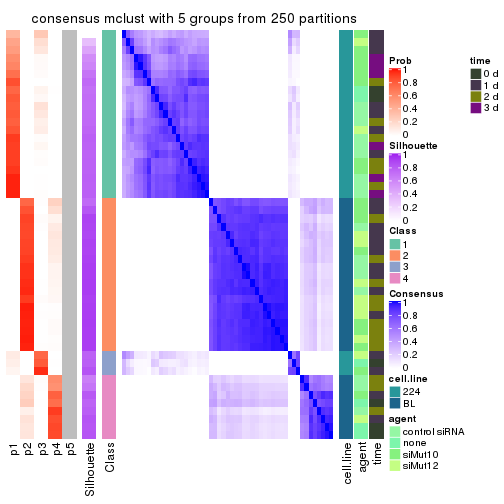 consensus mclust with 5 groups from 250 partitions
Prob
1
0.8
0.6
0.4
0.2
0
time
0 d
1 d
2 d
3 d
Silhouette
1
0.8
0.6
0.4
0.2
0
Class
1
2
3
4
Consensus
1
0.8
0.6
0.4
0.2
0
cell.line
224
BL
agent
control siRNA
none
siMut10
siMut12
p1
p2
p3
p4
p5
Silhouette
Class
cell.line
agent
time